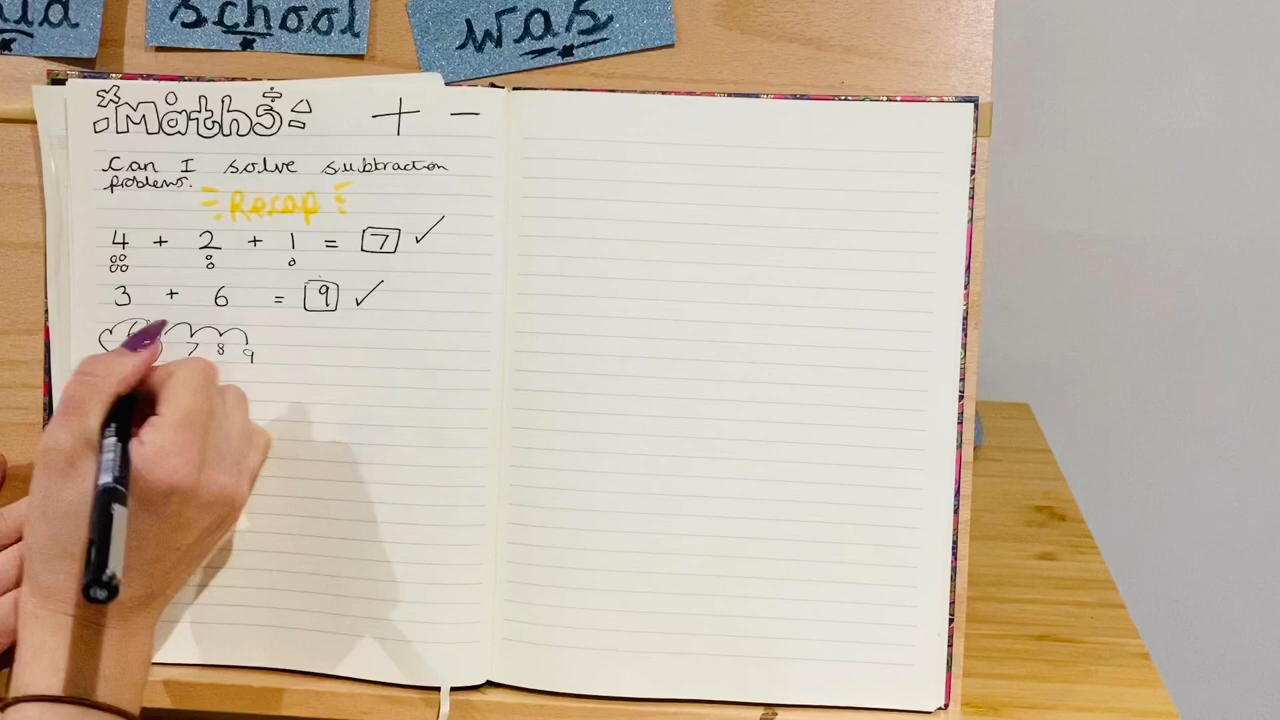 school
was
Maths + −
Can I solve subtraction
problems.
Recap
4 + 2 + 1 = 7 ✓
3 + 6 = 9 ✓
7 8 9